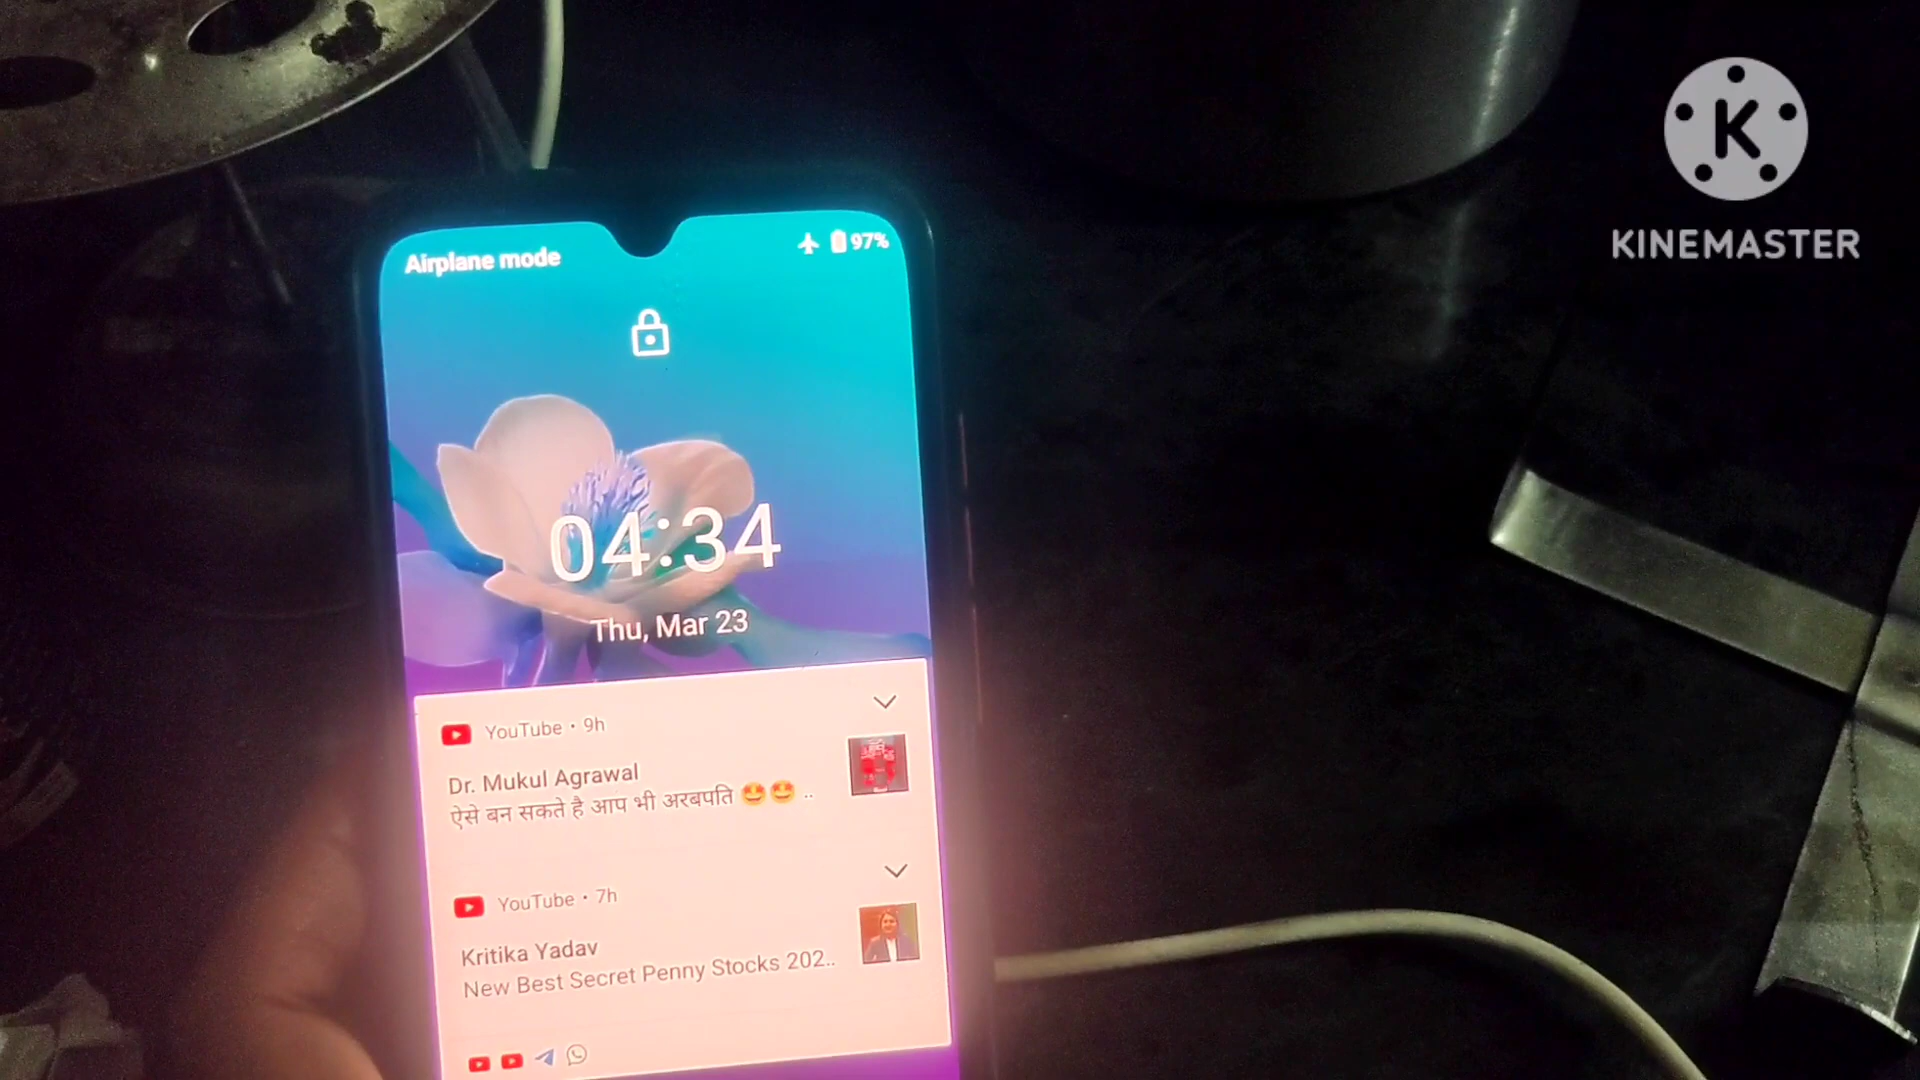 K
KINEMASTER
Airplane mode
97%
04:34
Thu, Mar 23
YouTube • 9h
Dr. Mukul Agrawal
ऐसे बन सकते है आप भी अरबपति 🤩🤩 ..
YouTube • 7h
Kritika Yadav
New Best Secret Penny Stocks 202..